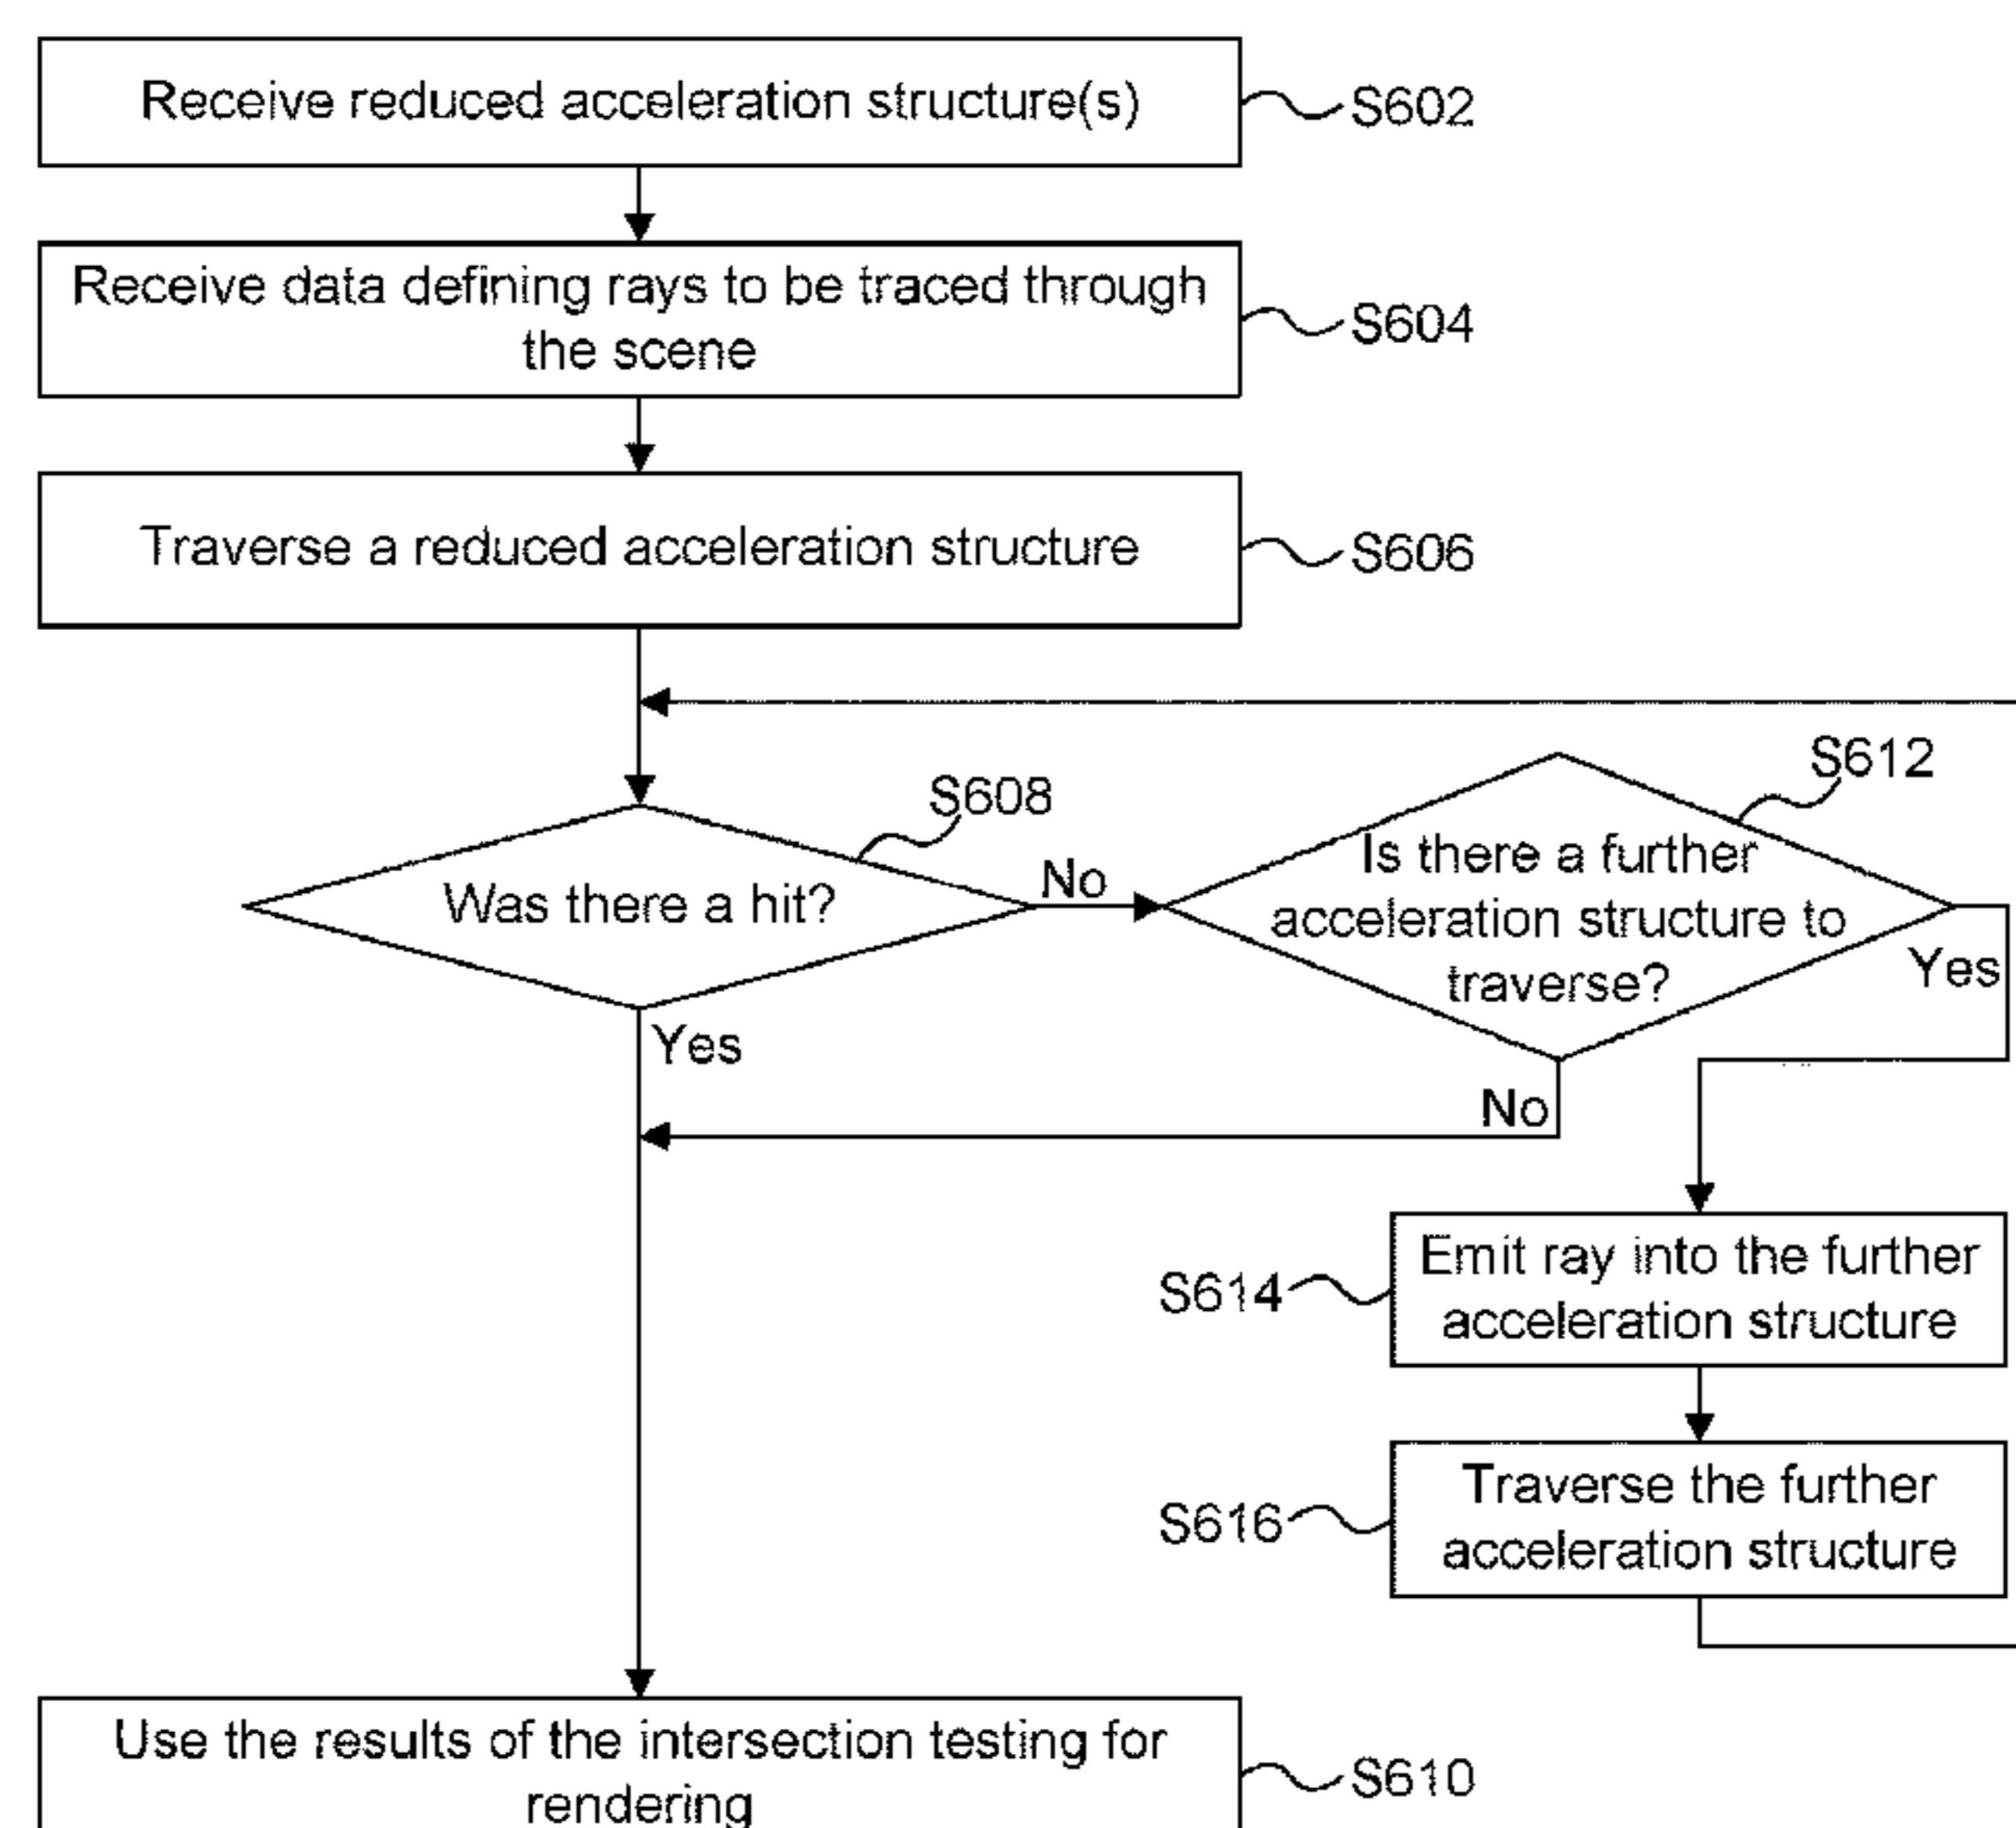 Receive reduced acceleration structure(s)
S602
Receive data defining rays to be traced through
the scene
S604
Traverse a reduced acceleration structure
S606
S612
S608
Was there a hit?
No
Is there a further
acceleration structure to
traverse?
Yes
Yes
No
Emit ray into the further
acceleration structure
S614
Traverse the further
acceleration structure
S616
Use the results of the intersection testing for
rendering
S610